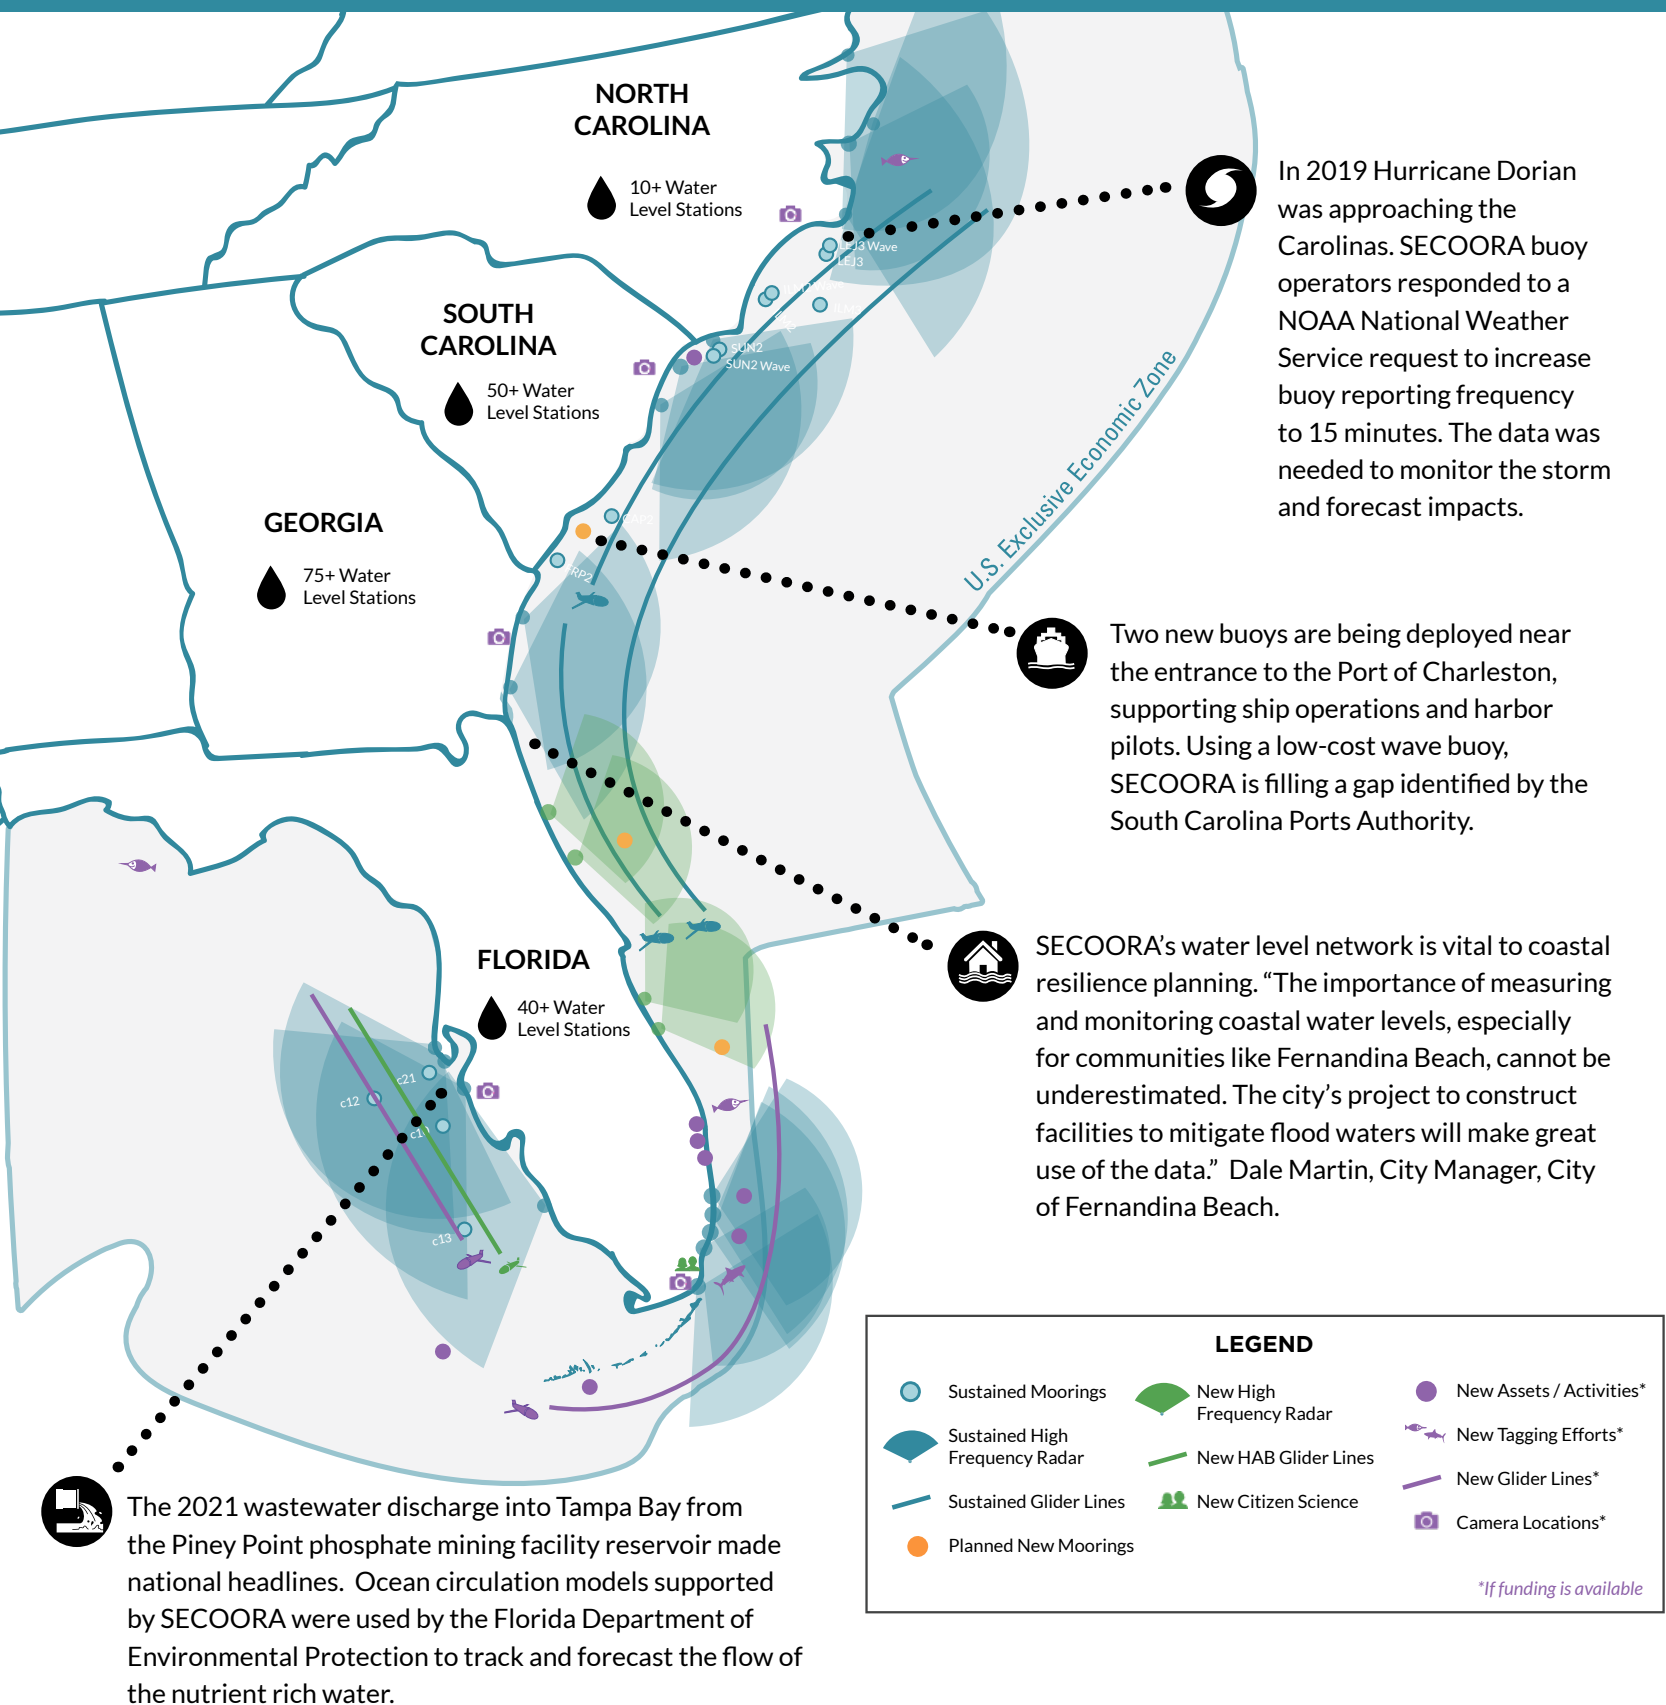 NORTH
CAROLINA
10+ Water
Level Stations
SOUTH
CAROLINA
50+ Water
Level Stations
GEORGIA
75+ Water
Level Stations
FLORIDA
40+ Water
Level Stations
LEJ3 Wave
LEJ3
SUN2
SUN2 Wave
CAP2
c21
c12
c10
c13
U.S. Exclusive Economic Zone
In 2019 Hurricane Dorian
was approaching the
Carolinas. SECOORA buoy
operators responded to a
NOAA National Weather
Service request to increase
buoy reporting frequency
to 15 minutes. The data was
needed to monitor the storm
and forecast impacts.
Two new buoys are being deployed near
the entrance to the Port of Charleston,
supporting ship operations and harbor
pilots. Using a low-cost wave buoy,
SECOORA is filling a gap identified by the
South Carolina Ports Authority.
SECOORA’s water level network is vital to coastal
resilience planning. “The importance of measuring
and monitoring coastal water levels, especially
for communities like Fernandina Beach, cannot be
underestimated. The city’s project to construct
facilities to mitigate flood waters will make great
use of the data.” Dale Martin, City Manager, City
of Fernandina Beach.
The 2021 wastewater discharge into Tampa Bay from
the Piney Point phosphate mining facility reservoir made
national headlines. Ocean circulation models supported
by SECOORA were used by the Florida Department of
Environmental Protection to track and forecast the flow of
the nutrient rich water.
LEGEND
Sustained Moorings
Sustained High
Frequency Radar
Sustained Glider Lines
Planned New Moorings
New High
Frequency Radar
New HAB Glider Lines
New Citizen Science
New Assets / Activities*
New Tagging Efforts*
New Glider Lines*
Camera Locations*
*If funding is available